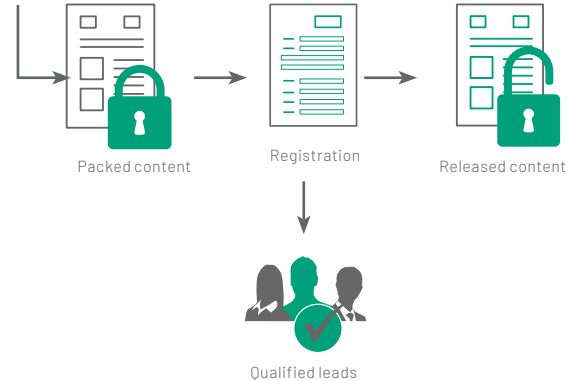 Packed content
Registration
Released content
Qualified leads